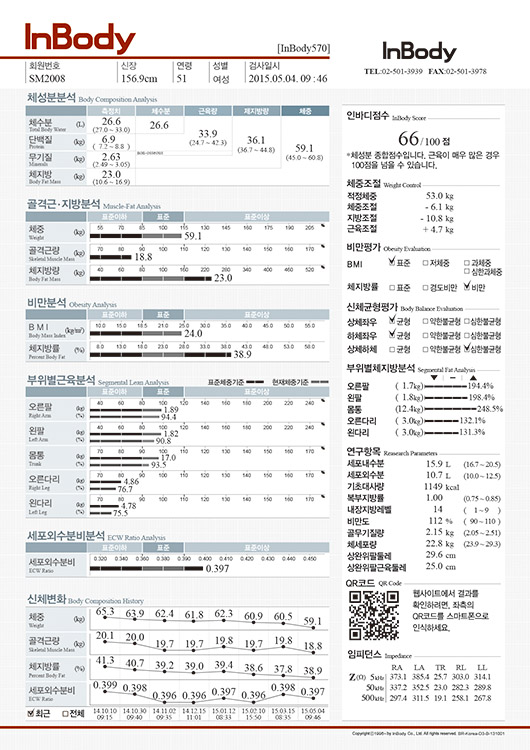 InBody
[InBody570]
InBody
TEL:02-501-3939 FAX:02-501-3978
회원번호 신장 연령 성별 검사일시
SM2008 156.9cm 51 여성 2015.05.04. 09:46
체성분분석 Body Composition Analysis
측정치 체수분 근육량 제지방량 체중
체수분 (L) 26.6 26.6
Total Body Water (27.0 ~ 33.0)
단백질 (kg) 6.9 33.9
Protein (7.2 ~ 8.8) (24.7 ~ 42.3) 36.1
무기질 (kg) 2.63 (36.7 ~ 44.8) 59.1
Minerals (2.49 ~ 3.05) (45.0 ~ 60.8)
체지방 (kg) 23.0
Body Fat Mass (10.6 ~ 16.9)
골격근·지방분석 Muscle-Fat Analysis
표준이하 표준 표준이상
체중 (kg) 55 70 85 100 115 130 145 160 175 190 205 %
Weight 59.1
골격근량 (kg) 70 80 90 100 110 120 130 140 150 160 170 %
Skeletal Muscle Mass 18.8
체지방량 (kg) 40 60 80 100 160 220 280 340 400 460 520 %
Body Fat Mass 23.0
비만분석 Obesity Analysis
표준이하 표준 표준이상
BMI (kg/m²) 10.0 15.0 18.5 21.0 25.0 30.0 35.0 40.0 45.0 50.0 55.0
Body Mass Index 24.0
체지방률 (%) 8.0 13.0 18.0 23.0 28.0 33.0 38.0 43.0 48.0 53.0 58.0
Percent Body Fat 38.9
부위별근육분석 Segmental Lean Analysis 표준체중기준 현재체중기준
표준이하 표준 표준이상
오른팔 (kg) 40 60 80 100 120 140 160 180 200 220 240 %
1.89
Right Arm (%) 94.4
왼팔 (kg) 40 60 80 100 120 140 160 180 200 220 240
1.82
Left Arm (%) 90.8
몸통 (kg) 70 80 90 100 110 120 130 140 150 160 170 %
17.0
Trunk (%) 93.5
오른다리 (kg) 70 80 90 100 110 120 130 140 150 160 170 %
4.86
Right Leg (%) 76.7
왼다리 (kg) 70 80 90 100 110 120 130 140 150 160 170 %
4.78
Left Leg (%) 75.5
세포외수분비분석 ECW Ratio Analysis
표준이하 표준 표준이상
세포외수분비 0.320 0.340 0.360 0.380 0.390 0.400 0.410 0.420 0.430 0.440 0.450
ECW Ratio 0.397
신체변화 Body Composition History
체중 (kg) 65.3 63.9 62.4 61.8 62.3 60.9 60.5 59.1
Weight
골격근량 (kg) 20.1 20.0 19.7 19.7 19.8 19.7 19.8 18.8
Skeletal Muscle Mass
체지방률 (%) 41.3 40.7 39.2 39.0 39.4 38.6 37.8 38.9
Percent Body Fat
세포외수분비 0.399 0.398 0.396 0.396 0.397 0.396 0.398 0.397
ECW Ratio
최근 전체 14.10.10 14.10.30 14.11.02 14.12.15 15.01.12 15.02.10 15.03.15 15.05.04
09:15 09:40 09:35 11:01 08:33 15:50 08:35 09:46
인바디점수 InBody Score
66/100 점
*체성분 종합점수입니다. 근육이 매우 많은 경우
100점을 넘을 수 있습니다.
체중조절 Weight Control
적정체중 53.0 kg
체중조절 - 6.1 kg
지방조절 - 10.8 kg
근육조절 + 4.7 kg
비만평가 Obesity Evaluation
BMI 표준 저체중 과체중
심한과체중
체지방률 표준 경도비만 비만
신체균형평가 Body Balance Evaluation
상체좌우 균형 약한불균형 심한불균형
하체좌우 균형 약한불균형 심한불균형
상체하체 균형 약한불균형 심한불균형
부위별체지방분석 Segmental Fat Analysis
오른팔 ( 1.7kg) 194.4%
왼팔 ( 1.8kg) 198.4%
몸통 (12.4kg) 248.5%
오른다리 ( 3.0kg) 132.1%
왼다리 ( 3.0kg) 131.3%
연구항목 Research Parameters
세포내수분 15.9 L (16.7 ~ 20.5)
세포외수분 10.7 L (10.0 ~ 12.5)
기초대사량 1149 kcal
복부지방률 1.00 (0.75 ~ 0.85)
내장지방레벨 14 ( 1 ~ 9 )
비만도 112 % ( 90 ~ 110 )
골무기질량 2.15 kg (2.05 ~ 2.51)
체세포량 22.8 kg (23.9 ~ 29.3)
상완위팔둘레 29.6 cm
상완위팔근육둘레 25.0 cm
QR코드 QR Code
웹사이트에서 결과를
확인하려면, 좌측의
QR코드를 스마트폰으로
인식하세요.
임피던스 Impedance
RA LA TR RL LL
Z(Ω) 5kHz 373.1 385.4 25.7 303.0 314.1
50kHz 337.2 352.5 23.0 282.3 289.8
500kHz 297.4 311.5 19.1 258.1 267.8